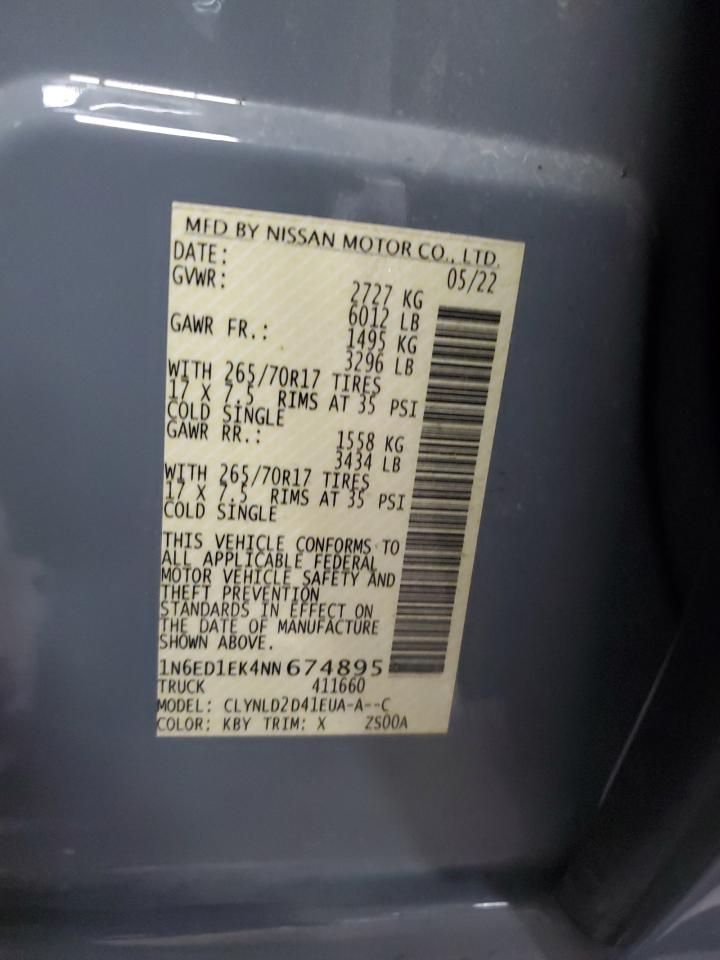 MFD BY NISSAN MOTOR CO., LTD.
DATE: 05/22
GVWR: 2727 KG
6012 LB
GAWR FR.: 1495 KG
3296 LB
WITH 265/70R17 TIRES
17 X 7.5 RIMS AT 35 PSI
COLD SINGLE
GAWR RR.: 1558 KG
3434 LB
WITH 265/70R17 TIRES
17 X 7.5 RIMS AT 35 PSI
COLD SINGLE
THIS VEHICLE CONFORMS TO
ALL APPLICABLE FEDERAL
MOTOR VEHICLE SAFETY AND
THEFT PREVENTION
STANDARDS IN EFFECT ON
THE DATE OF MANUFACTURE
SHOWN ABOVE.
1N6ED1EK4NN674895
TRUCK 411660
MODEL: CLYNLD2D41EUA-A--C
COLOR: KBY TRIM: X ZS00A